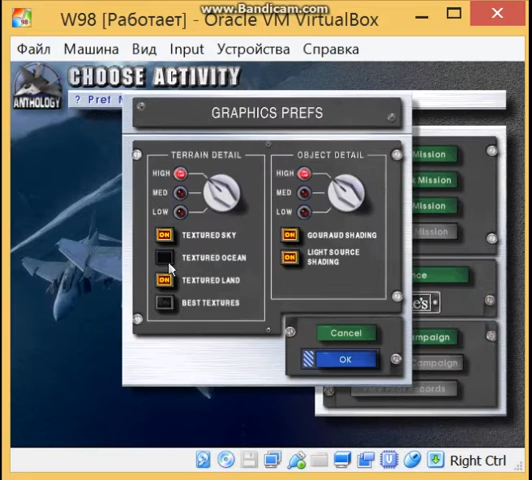 www.Bandicam.com
W98 [Работает] - Oracle VM VirtualBox
Файл Машина Вид Input Устройства Справка
ANTHOLOGY
CHOOSE ACTIVITY
? Pref
GRAPHICS PREFS
TERRAIN DETAIL
HIGH
MED
LOW
ON TEXTURED SKY
TEXTURED OCEAN
ON TEXTURED LAND
BEST TEXTURES
OBJECT DETAIL
HIGH
MED
LOW
ON GOURAUD SHADING
ON LIGHT SOURCE
SHADING
Cancel
OK
Mission
Mission
Mission
Campaign
Campaign
Right Ctrl